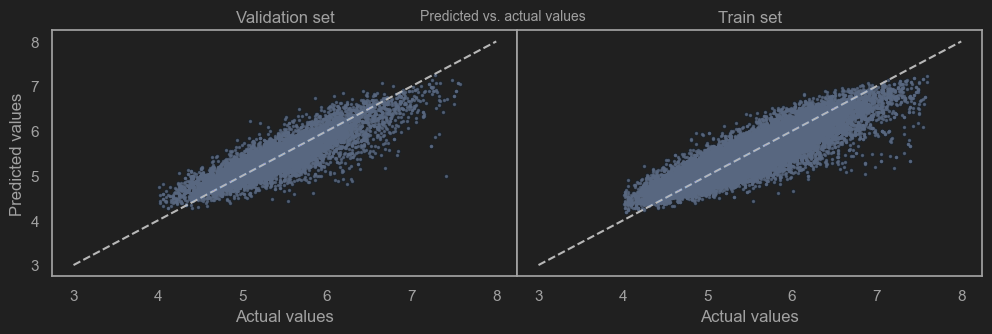 Predicted vs. actual values
Validation set
Train set
Predicted values
8
7
6
5
4
3
3 4 5 6 7 8
3 4 5 6 7 8
Actual values
Actual values